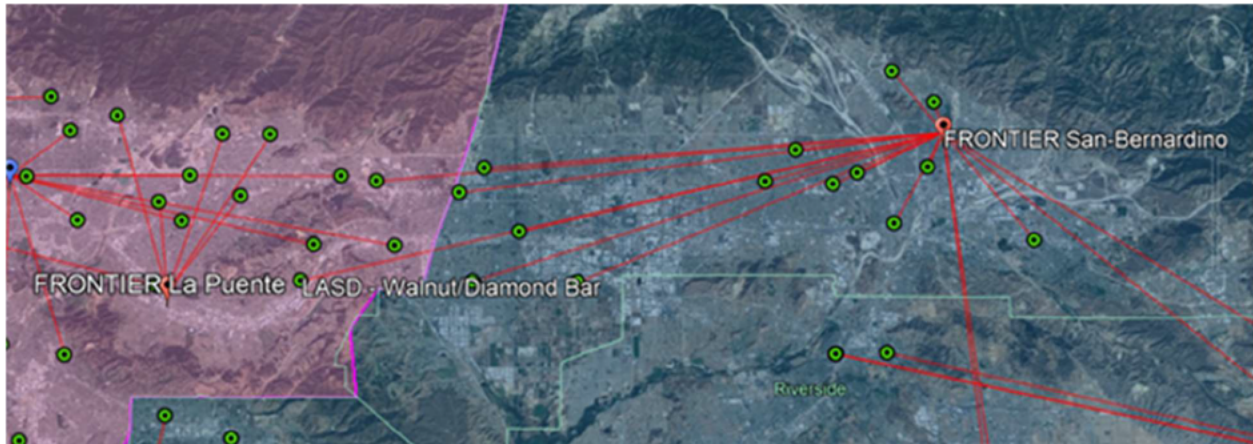 FRONTIER San-Bernardino
FRONTIER La Puente
LASD - Walnut/Diamond Bar
Riverside